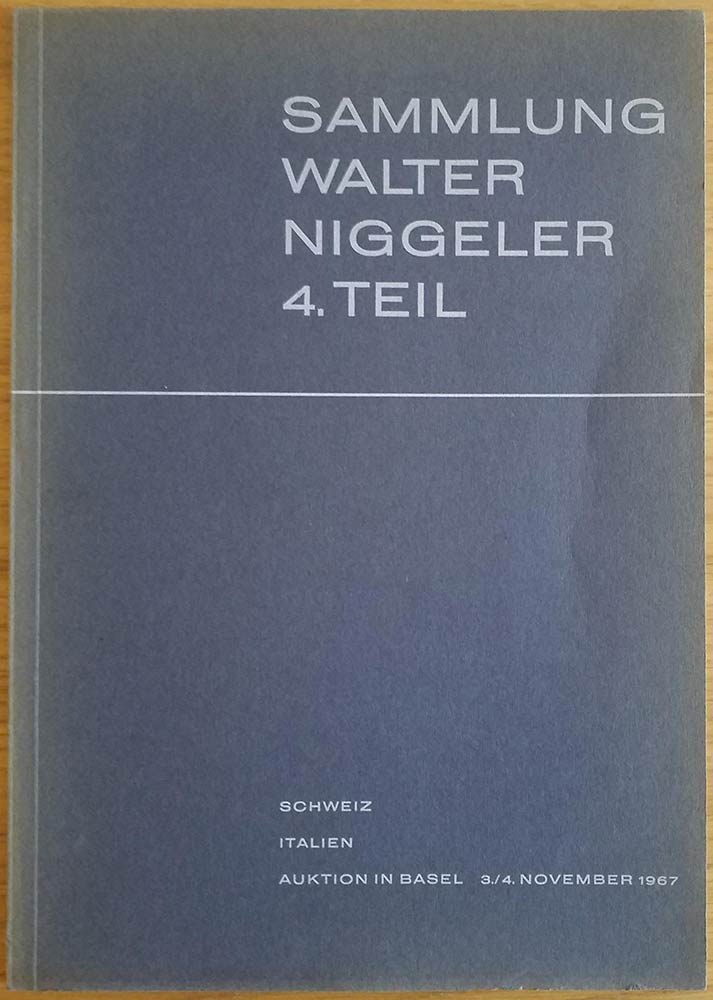 SAMMLUNG
WALTER
NIGGELER
4. TEIL
SCHWEIZ
ITALIEN
AUKTION IN BASEL 3./4. NOVEMBER 1967